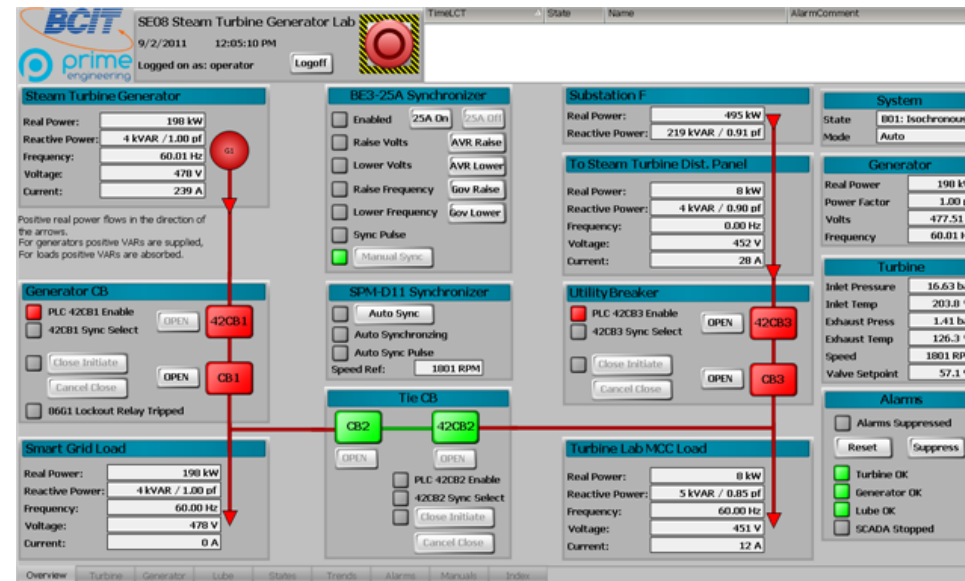 BCIT
prime
engineering
SE08 Steam Turbine Generator Lab
9/2/2011 12:05:10 PM
Logged on as: operator
Logoff
TimeLCT State Name AlarmComment
Steam Turbine Generator
Real Power: 198 kW
Reactive Power: 4 kVAR / 1.00 pf
Frequency: 60.01 Hz
Voltage: 478 V
Current: 239 A
G1
Positive real power flows in the direction of
the arrows.
For generators positive VARs are supplied,
For loads positive VARs are absorbed.
Generator CB
PLC 42CB1 Enable
42CB1 Sync Select
OPEN
42CB1
Close Initiate
Cancel Close
OPEN
CB1
86G1 Lockout Relay Tripped
Smart Grid Load
Real Power: 198 kW
Reactive Power: 4 kVAR / 1.00 pf
Frequency: 60.00 Hz
Voltage: 478 V
Current: 0 A
BE3-25A Synchronizer
Enabled 25A On 25A Off
Raise Volts AVR Raise
Lower Volts AVR Lower
Raise Frequency Gov Raise
Lower Frequency Gov Lower
Sync Pulse
Manual Sync
SPM-D11 Synchronizer
Auto Sync
Auto Synchronizing
Auto Sync Pulse
Speed Ref: 1801 RPM
Tie CB
CB2 42CB2
OPEN OPEN
PLC 42CB2 Enable
42CB2 Sync Select
Close Initiate
Cancel Close
Substation F
Real Power: 495 kW
Reactive Power: 219 kVAR / 0.91 pf
To Steam Turbine Dist. Panel
Real Power: 8 kW
Reactive Power: 4 kVAR / 0.90 pf
Frequency: 0.00 Hz
Voltage: 452 V
Current: 28 A
Utility Breaker
PLC 42CB3 Enable
42CB3 Sync Select
OPEN
42CB3
Close Initiate
Cancel Close
OPEN
CB3
Turbine Lab MCC Load
Real Power: 8 kW
Reactive Power: 5 kVAR / 0.85 pf
Frequency: 60.00 Hz
Voltage: 451 V
Current: 12 A
System
State B01: Isochronous
Mode Auto
Generator
Real Power 198 k
Power Factor 1.00
Volts 477.51
Frequency 60.01 H
Turbine
Inlet Pressure 16.63 b
Inlet Temp 203.8
Exhaust Press 1.41 b
Exhaust Temp 126.3
Speed 1801 RP
Valve Setpoint 57.1
Alarms
Alarms Suppressed
Reset Suppress
Turbine OK
Generator OK
Lube OK
SCADA Stopped
Overview Turbine Generator Lube States Trends Alarms Manuals Index